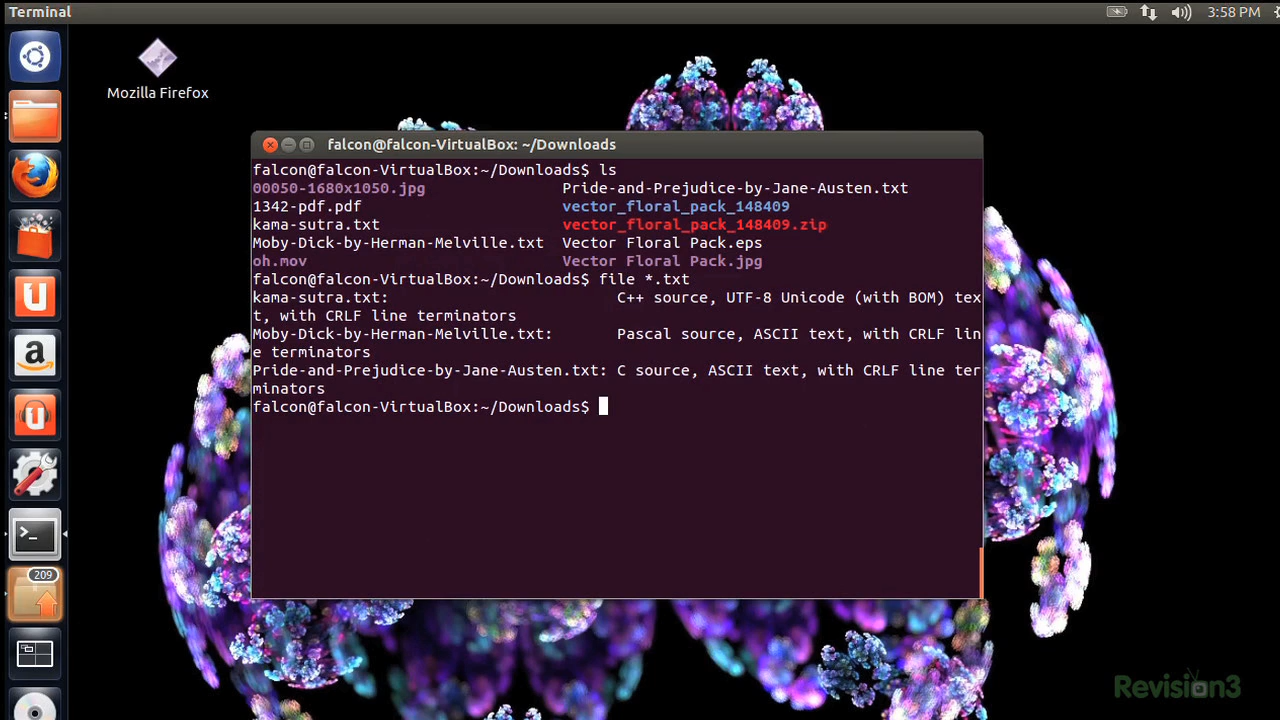 Terminal
3:58 PM
Mozilla Firefox
falcon@falcon-VirtualBox: ~/Downloads
falcon@falcon-VirtualBox:~/Downloads$ ls
00050-1680x1050.jpg Pride-and-Prejudice-by-Jane-Austen.txt
1342-pdf.pdf vector_floral_pack_148409
kama-sutra.txt vector_floral_pack_148409.zip
Moby-Dick-by-Herman-Melville.txt Vector Floral Pack.eps
oh.mov Vector Floral Pack.jpg
falcon@falcon-VirtualBox:~/Downloads$ file *.txt
kama-sutra.txt: C++ source, UTF-8 Unicode (with BOM) tex
t, with CRLF line terminators
Moby-Dick-by-Herman-Melville.txt: Pascal source, ASCII text, with CRLF lin
e terminators
Pride-and-Prejudice-by-Jane-Austen.txt: C source, ASCII text, with CRLF line ter
minators
falcon@falcon-VirtualBox:~/Downloads$
209
Revision3